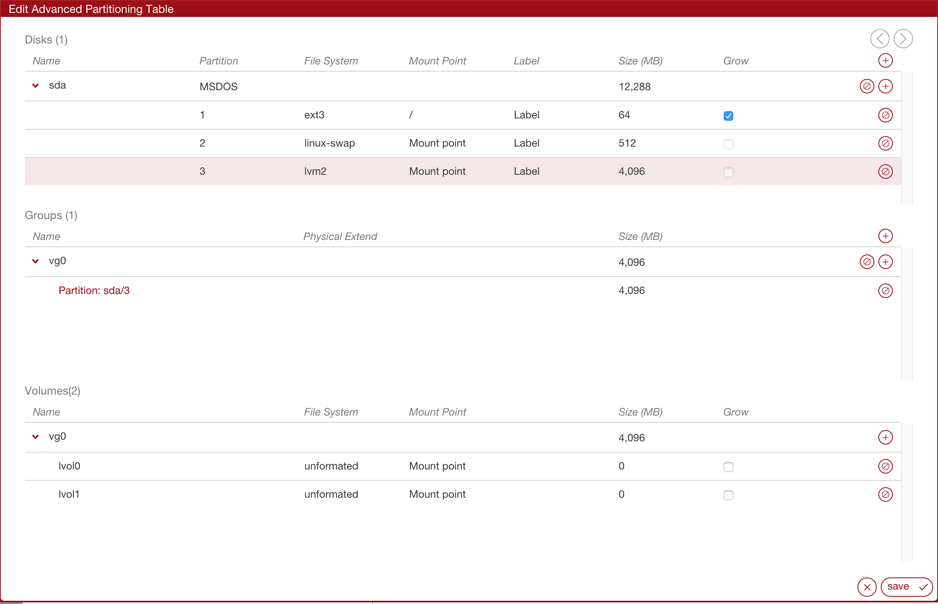 Edit Advanced Partitioning Table
Disks (1)
Name Partition File System Mount Point Label Size (MB) Grow
sda MSDOS 12,288
1 ext3 / Label 64
2 linux-swap Mount point Label 512
3 lvm2 Mount point Label 4,096
Groups (1)
Name Physical Extend Size (MB)
vg0 4,096
Partition: sda/3 4,096
Volumes(2)
Name File System Mount Point Size (MB) Grow
vg0 4,096
lvol0 unformated Mount point 0
lvol1 unformated Mount point 0
save